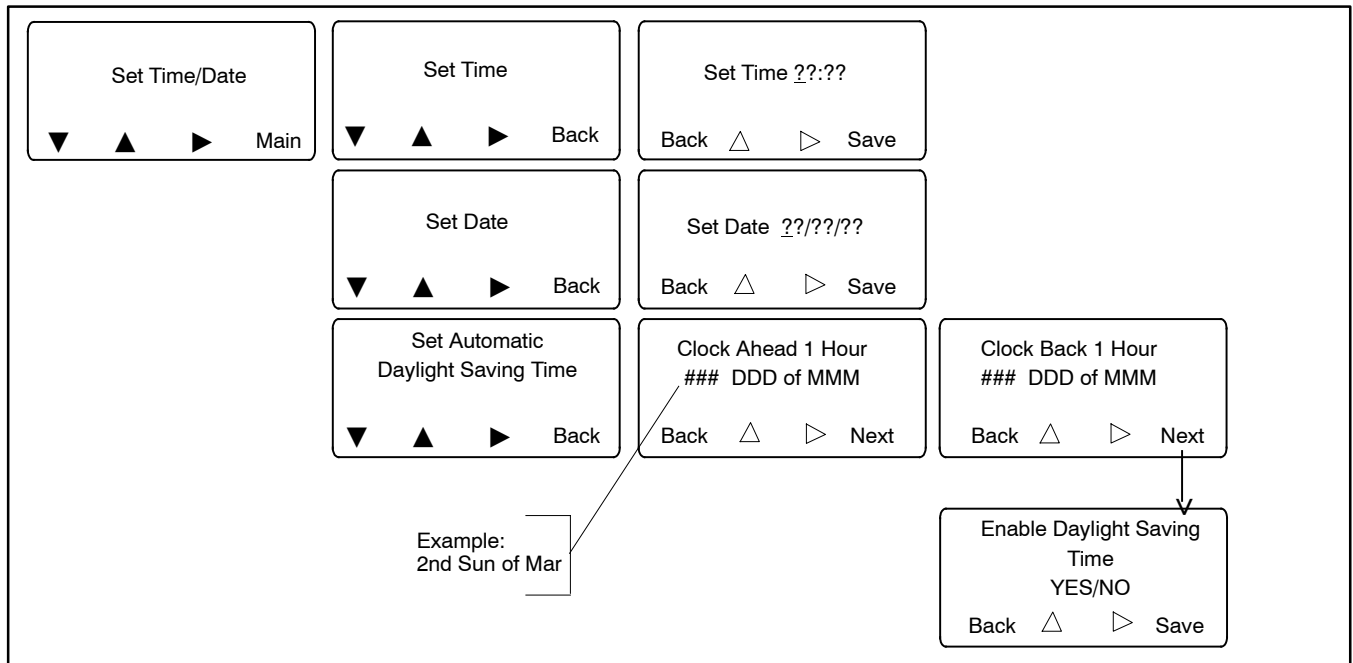 Set Time/Date
▼ ▲ ► Main
Set Time
▼ ▲ ► Back
Set Time ??:??
Back △ ▷ Save
Set Date
▼ ▲ ► Back
Set Date ??/??/??
Back △ ▷ Save
Set Automatic
Daylight Saving Time
▼ ▲ ► Back
Clock Ahead 1 Hour
### DDD of MMM
Back △ ▷ Next
Clock Back 1 Hour
### DDD of MMM
Back △ ▷ Next
Example:
2nd Sun of Mar
Enable Daylight Saving
Time
YES/NO
Back △ ▷ Save